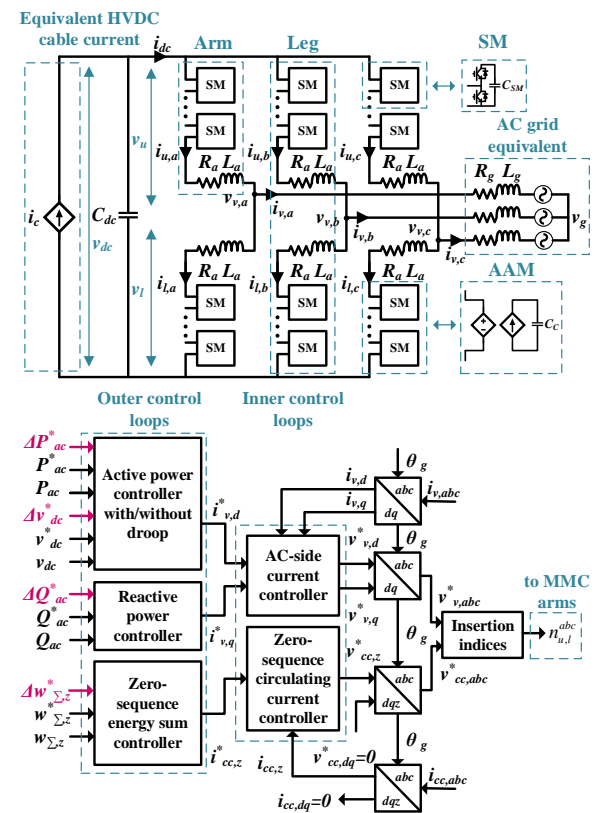 Equivalent HVDC
cable current
i_dc
Arm
Leg
SM
SM
SM
SM
C_SM
SM
SM
SM
AC grid
equivalent
v_u
i_u,a
i_u,b
i_u,c
R_a L_a
R_a L_a
R_a L_a
R_g L_g
v_v,a
i_v,a
v_v,b
i_v,b
v_v,c
i_v,c
v_g
i_c
C_dc
v_dc
v_l
R_a L_a
R_a L_a
R_a L_a
i_l,a
i_l,b
i_l,c
AAM
SM
SM
SM
C_C
SM
SM
SM
Outer control
loops
Inner control
loops
ΔP*_ac
P*_ac
P_ac
Δv*_dc
v*_dc
v_dc
Active power
controller
with/without
droop
i*_v,d
ΔQ*_ac
Q*_ac
Q_ac
Reactive
power
controller
i*_v,q
Δw*_Σ,z
w*_Σ,z
w_Σ,z
Zero-
sequence
energy sum
controller
i*_cc,z
AC-side
current
controller
Zero-
sequence
circulating
current
controller
i_v,d
i_v,q
θ_g
abc
dq
i_v,abc
θ_g
v*_v,d
v*_v,q
abc
dq
v*_v,abc
θ_g
v*_cc,z
abc
dqz
v*_cc,abc
v*_cc,dq=0
θ_g
i_cc,z
abc
dqz
i_cc,abc
i_cc,dq=0
Insertion
indices
to MMC
arms
n^abc_u,l